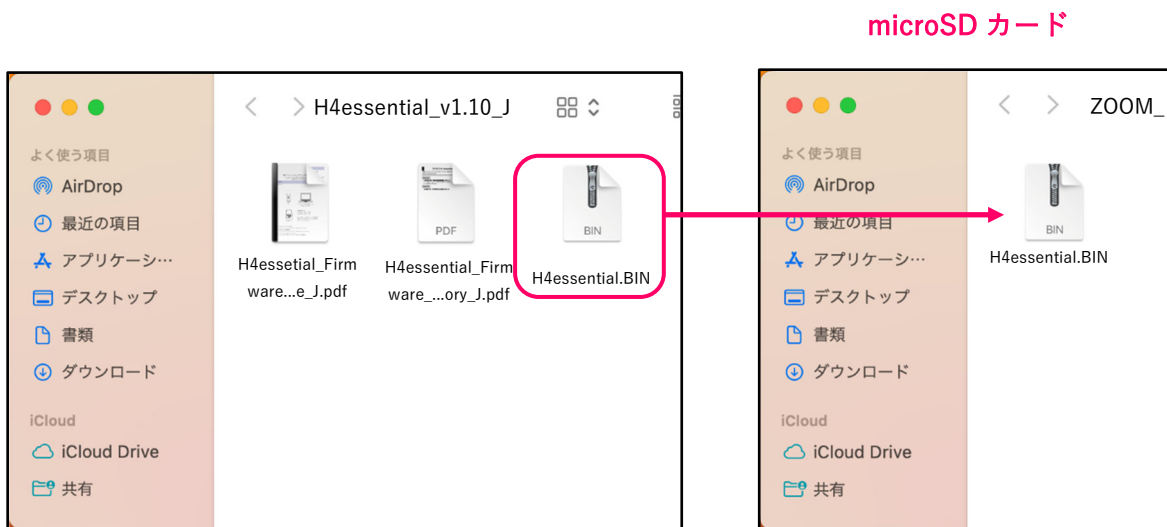 microSD カード
H4essential_v1.10_J
よく使う項目
AirDrop
最近の項目
アプリケーシ…
デスクトップ
書類
ダウンロード
iCloud
iCloud Drive
共有
PDF
BIN
H4essetial_Firm
ware...e_J.pdf
H4essential_Firm
ware_...ory_J.pdf
H4essential.BIN
ZOOM_
よく使う項目
AirDrop
最近の項目
アプリケーシ…
デスクトップ
書類
ダウンロード
iCloud
iCloud Drive
共有
BIN
H4essential.BIN